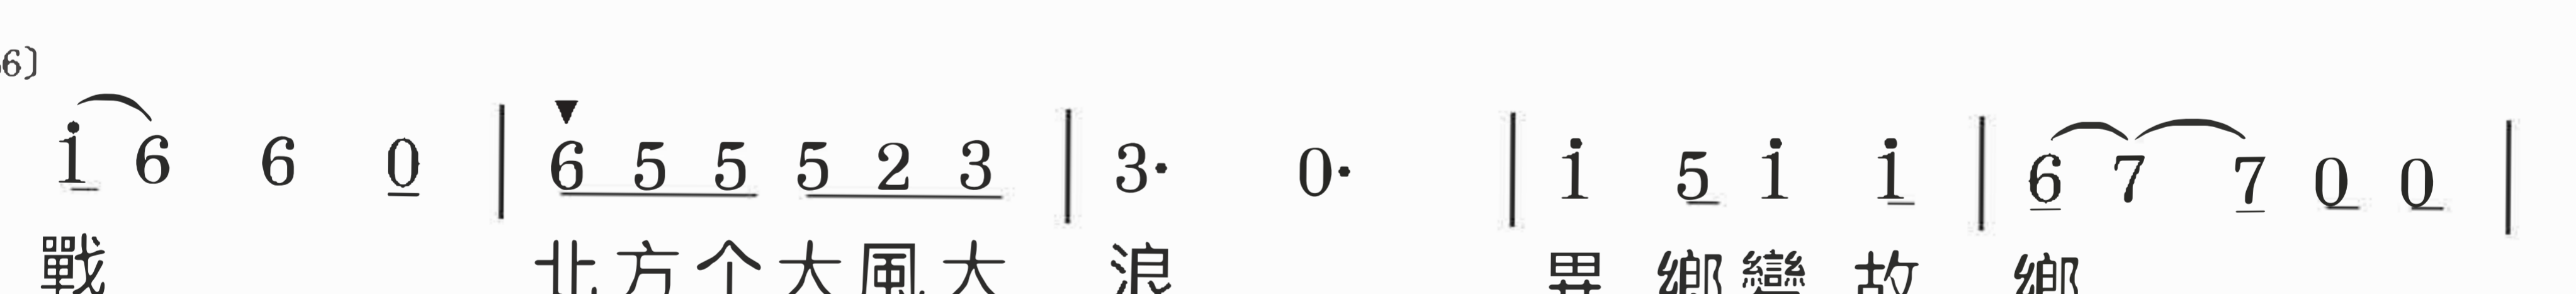 6〕
i 6 6 0 | 6 5 5 5 2 3 | 3· 0· | i 5 i i | 6 7 7 0 0 |
戰 北方个大風大 浪 異 鄉變故 鄉